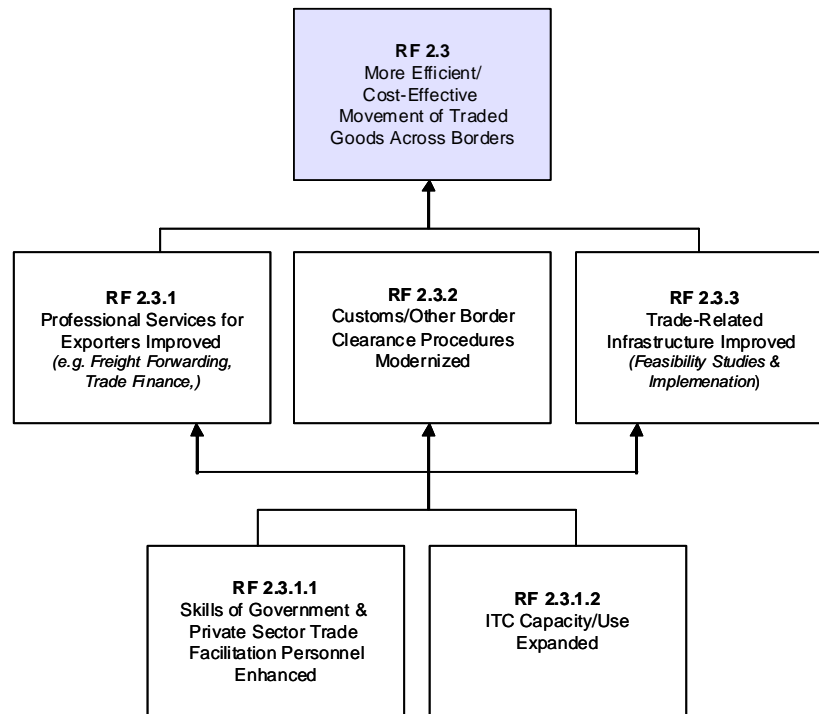 RF 2.3
More Efficient/
Cost-Effective
Movement of Traded
Goods Across Borders
RF 2.3.1
Professional Services for
Exporters Improved
(e.g. Freight Forwarding,
Trade Finance,)
RF 2.3.2
Customs/Other Border
Clearance Procedures
Modernized
RF 2.3.3
Trade-Related
Infrastructure Improved
(Feasibility Studies &
Implemenation)
RF 2.3.1.1
Skills of Government &
Private Sector Trade
Facilitation Personnel
Enhanced
RF 2.3.1.2
ITC Capacity/Use
Expanded